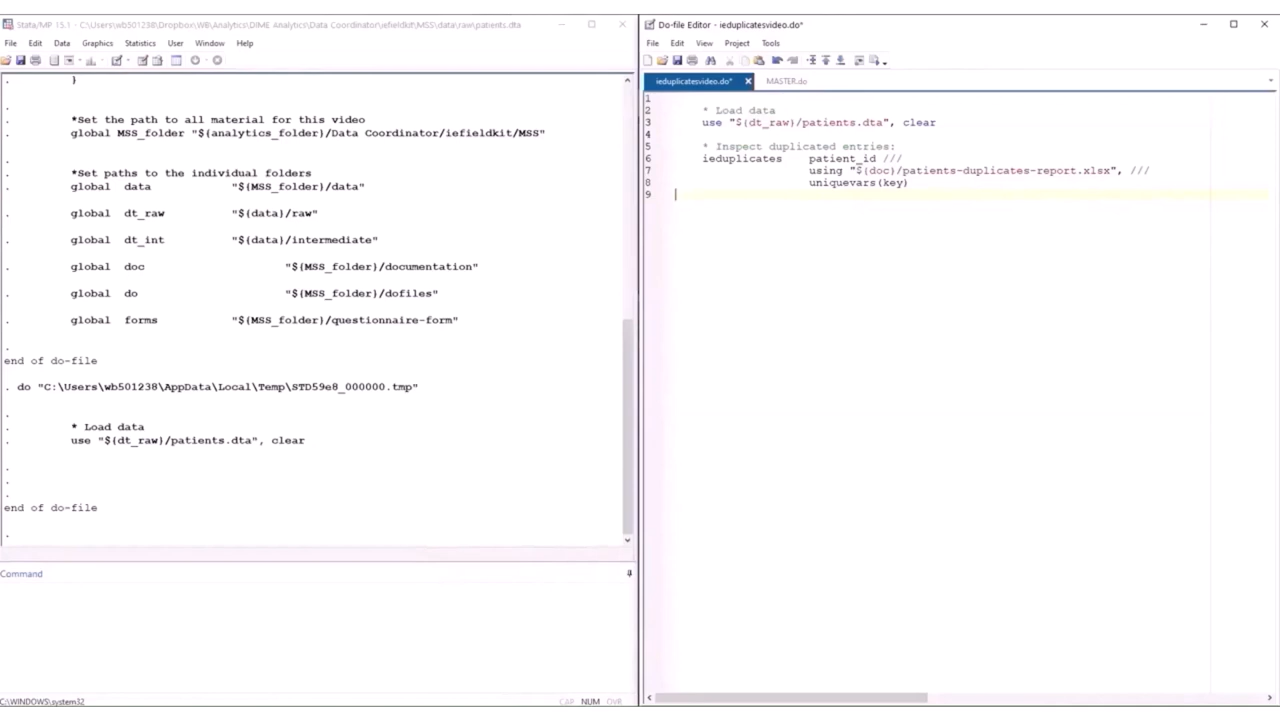 Stata/MP 15.1 - C:\Users\wb501238\Dropbox\WB\Analytics\DIME Analytics\Data Coordinator\iefieldkit\MSS\data\raw\patients.dta
File Edit Data Graphics Statistics User Window Help
. }
.
. *Set the path to all material for this video
. global MSS_folder "${analytics_folder}/Data Coordinator/iefieldkit/MSS"
.
. *Set paths to the individual folders
. global data "${MSS_folder}/data"
. global dt_raw "${data}/raw"
. global dt_int "${data}/intermediate"
. global doc "${MSS_folder}/documentation"
. global do "${MSS_folder}/dofiles"
. global forms "${MSS_folder}/questionnaire-form"
.
end of do-file
. do "C:\Users\wb501238\AppData\Local\Temp\STD59e8_000000.tmp"
.
. * Load data
. use "${dt_raw}/patients.dta", clear
.
.
.
end of do-file
.
Command
C:\WINDOWS\system32
CAP NUM OVR
Do-file Editor - ieduplicatesvideo.do*
File Edit View Project Tools
ieduplicatesvideo.do* MASTER.do
1
2 * Load data
3 use "${dt_raw}/patients.dta", clear
4
5 * Inspect duplicated entries:
6 ieduplicates patient_id ///
7 using "${doc}/patients-duplicates-report.xlsx", ///
8 uniquevars(key)
9